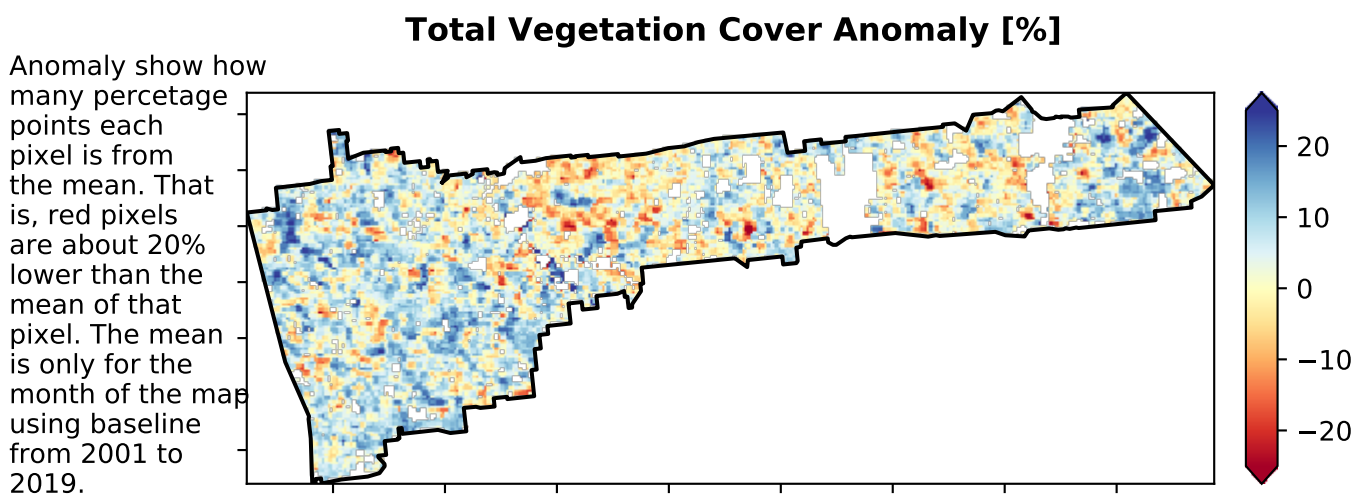 Total Vegetation Cover Anomaly [%]
Anomaly show how
many percetage
points each
pixel is from
the mean. That
is, red pixels
are about 20%
lower than the
mean of that
pixel. The mean
is only for the
month of the map
using baseline
from 2001 to
2019.
20
10
0
−10
−20